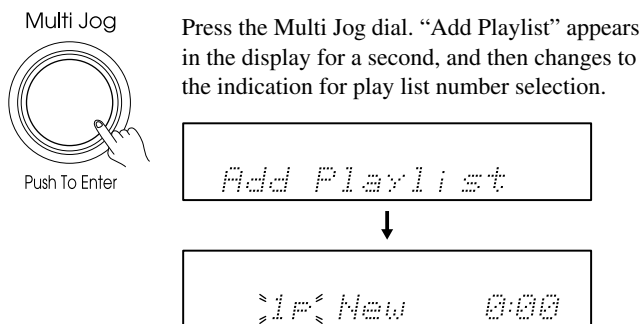 Multi Jog
Push To Enter
Press the Multi Jog dial. “Add Playlist” appears
in the display for a second, and then changes to
the indication for play list number selection.
Add Playlist
1P New 0:00